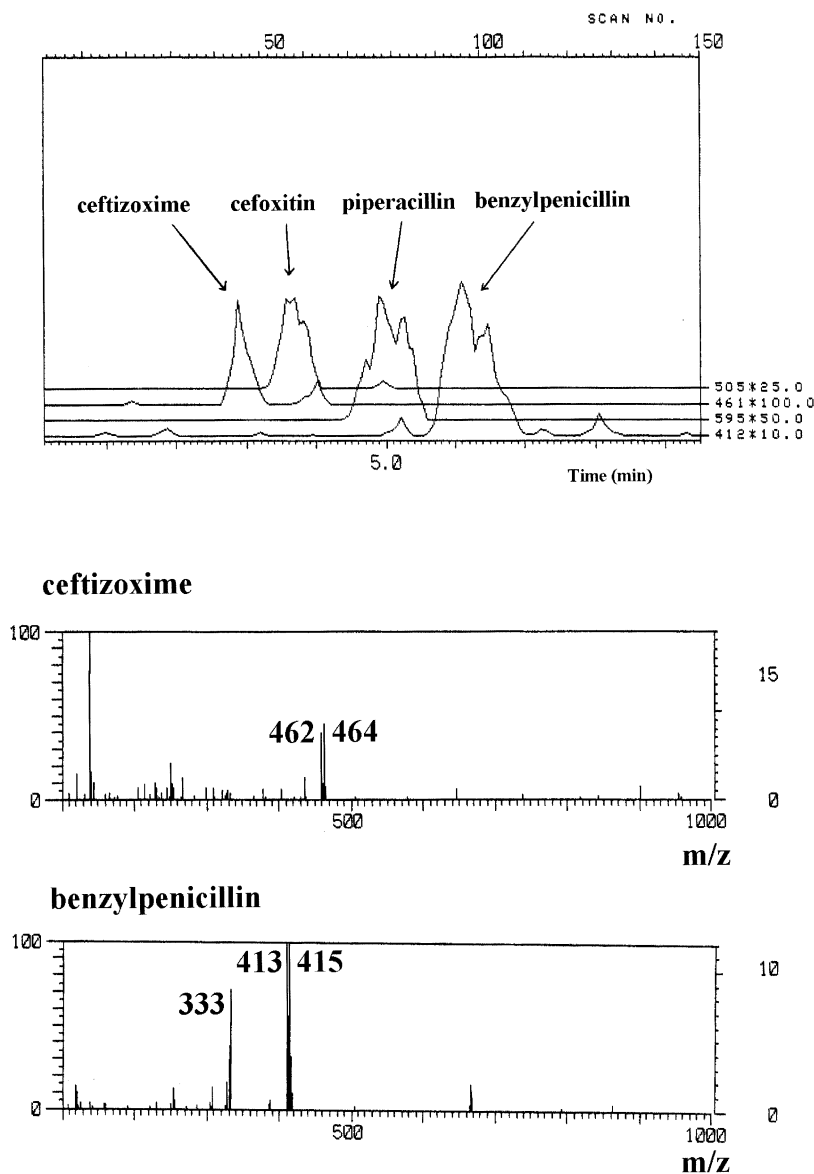 SCAN NO.
50 100 150
ceftizoxime cefoxitin piperacillin benzylpenicillin
505*25.0
461*100.0
595*50.0
412*10.0
5.0 Time (min)
ceftizoxime
100 15
462 464
0 0
500 1000
m/z
benzylpenicillin
100 10
413 415
333
0 0
500 1000
m/z